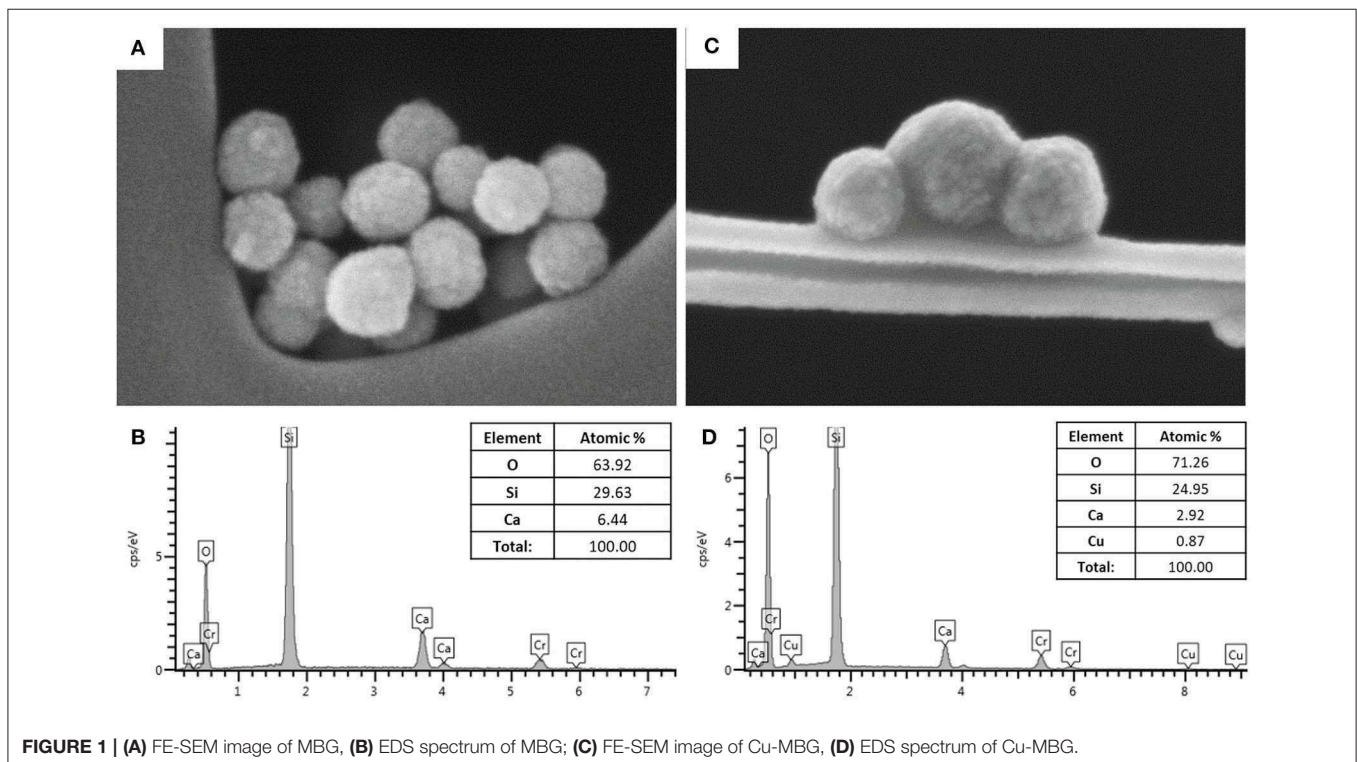 A
C
B
Si
Element Atomic %
O 63.92
Si 29.63
Ca 6.44
Total: 100.00
cps/eV
5
0
O
Cr
Ca
Ca
Ca
Cr
Cr
1 2 3 4 5 6 7
D
O
Si
Element Atomic %
O 71.26
Si 24.95
Ca 2.92
Cu 0.87
Total: 100.00
cps/eV
6
4
2
0
Cr
Ca
Cu
Ca
Cr
Cr
Cu
Cu
2 4 6 8
FIGURE 1 | (A) FE-SEM image of MBG, (B) EDS spectrum of MBG; (C) FE-SEM image of Cu-MBG, (D) EDS spectrum of Cu-MBG.